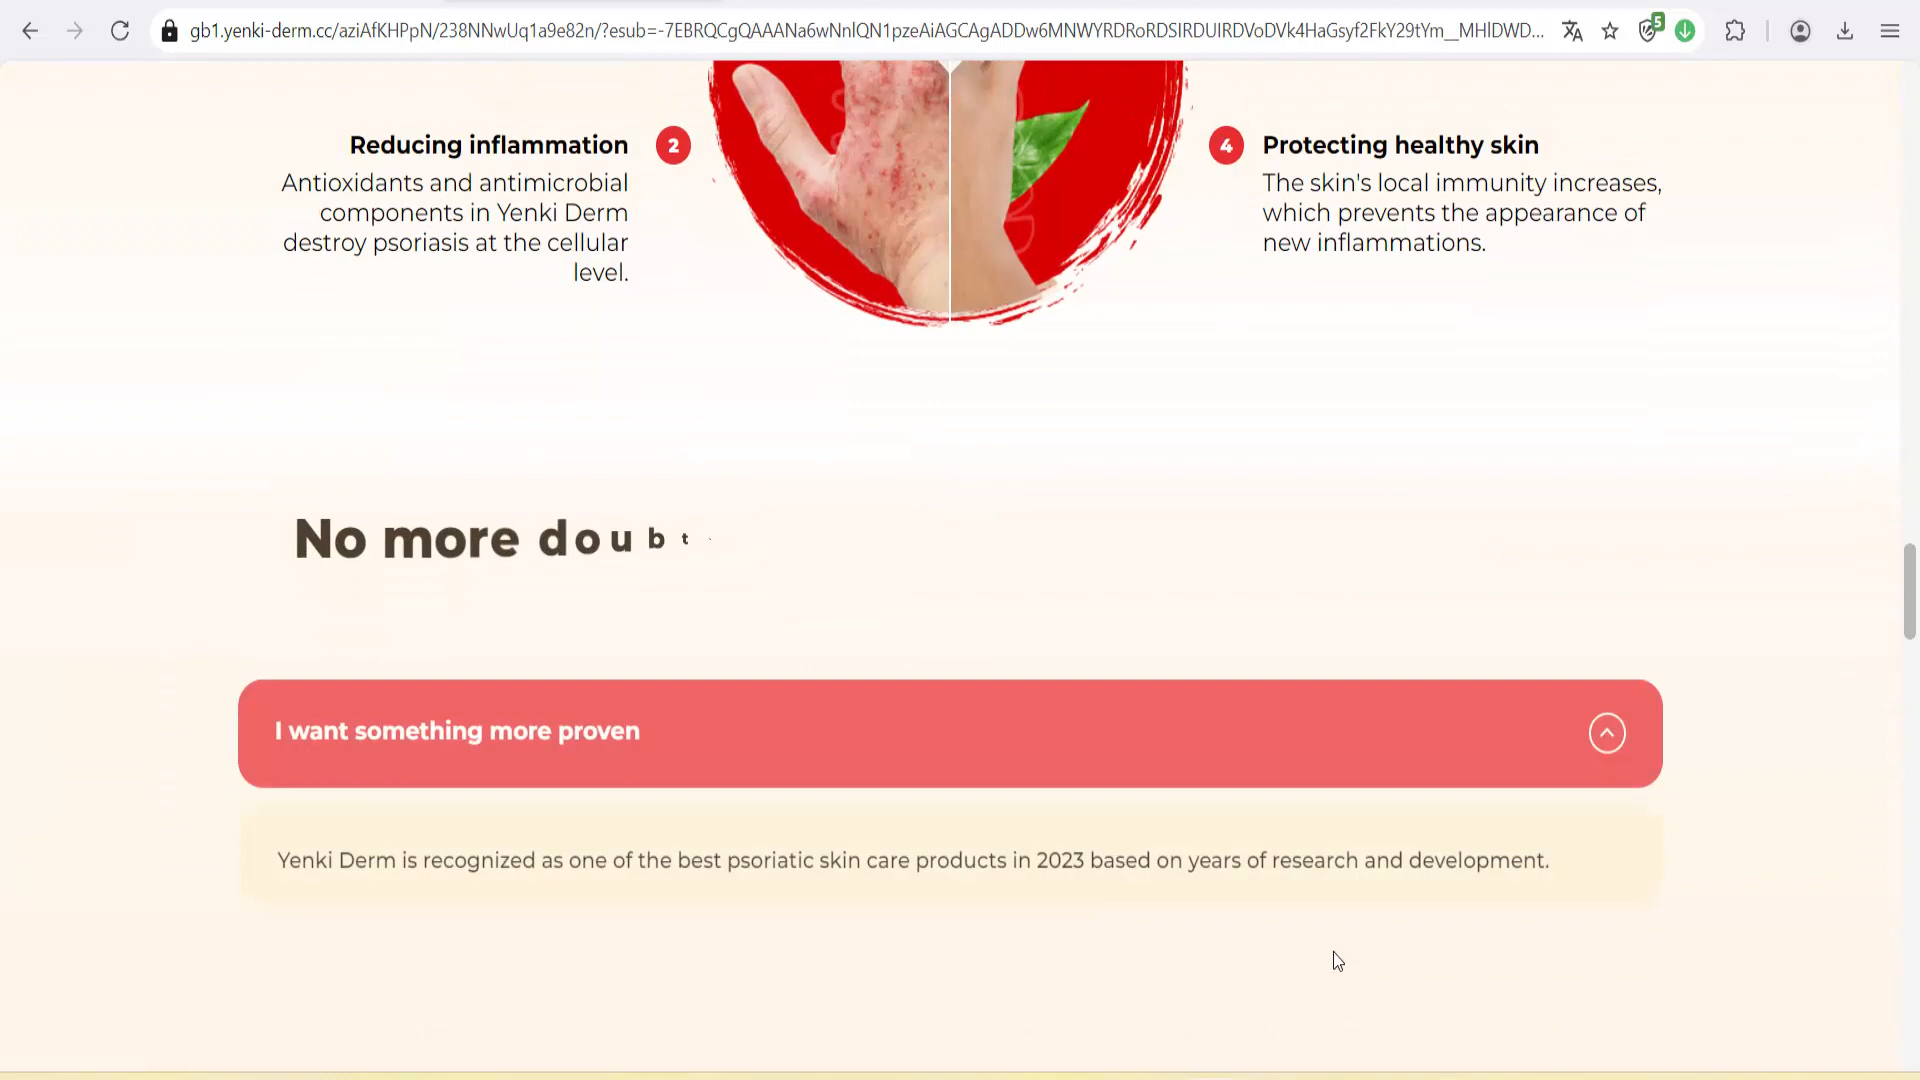 gb1.yenki-derm.cc/aziAfKHPpN/238NNwUq1a9e82n/?esub=-7EBRQCgQAAANa6wNnlQN1pzeAiAGCAgADDw6MNWYRDRoRDSIRDUIRDVoDVk4HaGsyf2FkY29tYm__MHlDWD...
5
Reducing inflammation
2
Antioxidants and antimicrobial
components in Yenki Derm
destroy psoriasis at the cellular
level.
4
Protecting healthy skin
The skin's local immunity increases,
which prevents the appearance of
new inflammations.
No more doubt
I want something more proven
Yenki Derm is recognized as one of the best psoriatic skin care products in 2023 based on years of research and development.